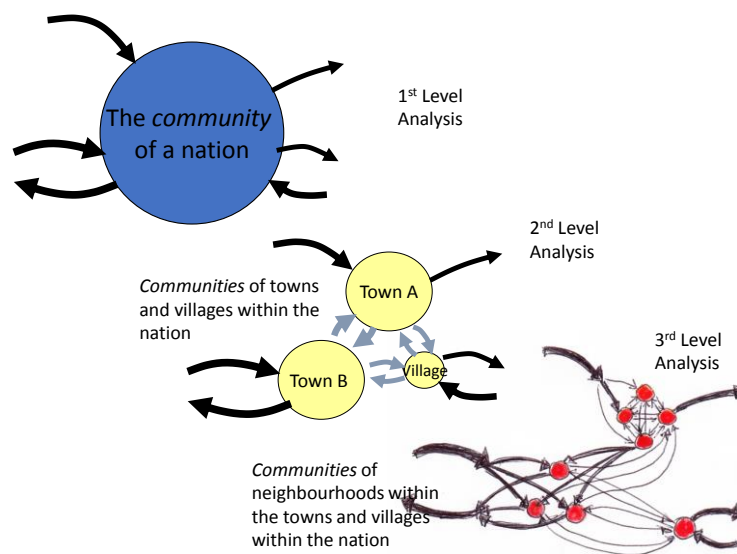 The community
of a nation
1st Level
Analysis
2nd Level
Analysis
Communities of towns
and villages within the
nation
Town A
Town B
Village
3rd Level
Analysis
Communities of
neighbourhoods within
the towns and villages
within the nation